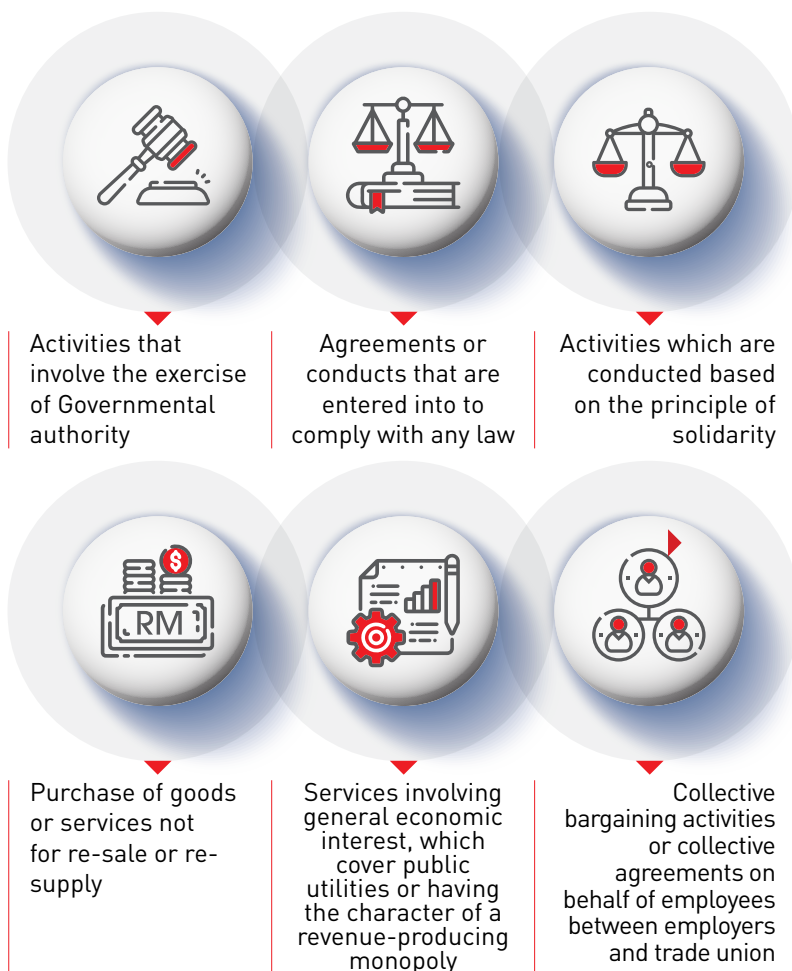 Activities that
involve the exercise
of Governmental
authority
Agreements or
conducts that are
entered into to
comply with any law
Activities which are
conducted based
on the principle of
solidarity
$
RM
Purchase of goods
or services not
for re-sale or re-
supply
Services involving
general economic
interest, which
cover public
utilities or having
the character of a
revenue-producing
monopoly
Collective
bargaining activities
or collective
agreements on
behalf of employees
between employers
and trade union